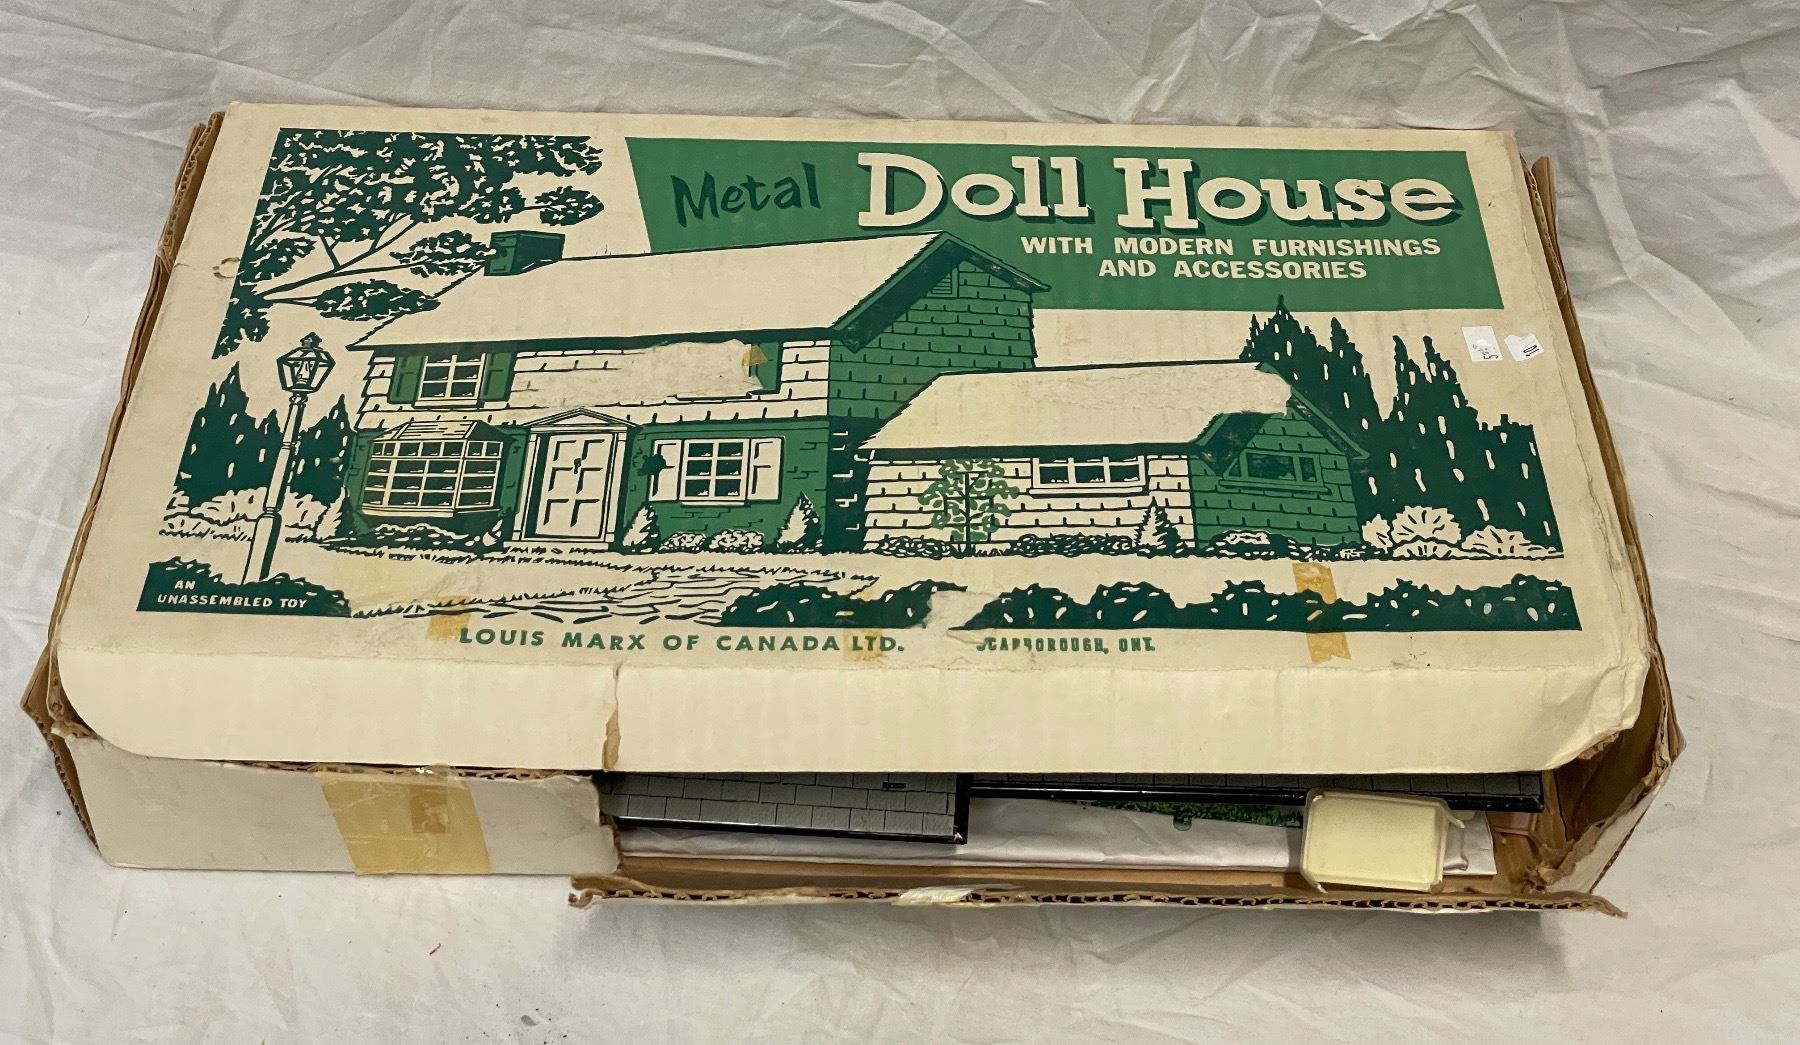 Metal Doll House
WITH MODERN FURNISHINGS
AND ACCESSORIES
AN
UNASSEMBLED TOY
LOUIS MARX OF CANADA LTD. SCARBOROUGH, ONT.